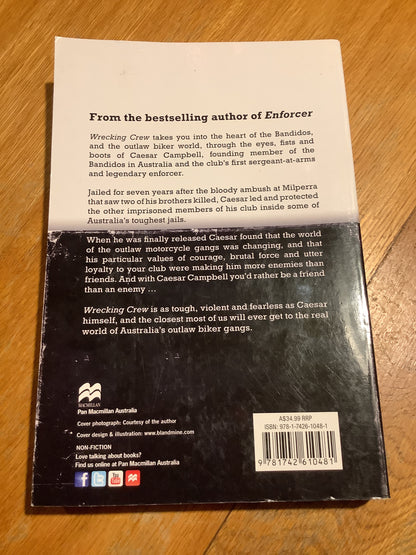 From the bestselling author of Enforcer
Wrecking Crew takes you into the heart of the Bandidos,
and the outlaw biker world, through the eyes, fists and
boots of Caesar Campbell, founding member of the
Bandidos in Australia and the club's first sergeant-at-arms
and legendary enforcer.
Jailed for seven years after the bloody ambush at Milperra
that saw two of his brothers killed, Caesar led and protected
the other imprisoned members of his club inside some of
Australia's toughest jails.
When he was finally released Caesar found that the world
of the outlaw motorcycle gangs was changing, and that
his particular values of courage, brutal force and utter
loyalty to your club were making him more enemies than
friends. And with Caesar Campbell you'd rather be a friend
than an enemy ...
Wrecking Crew is as tough, violent and fearless as Caesar
himself, and the closest most of us will ever get to the real
world of Australia's outlaw biker gangs.
MACMILLAN
Pan Macmillan Australia
Cover photograph: Courtesy of the author
Cover design & illustration: www.blandmine.com
NON-FICTION
Love talking about books?
Find us online at Pan Macmillan Australia
f
You
Tube
A$34.99 RRP
ISBN: 978-1-7426-1048-1
9 781742 610481